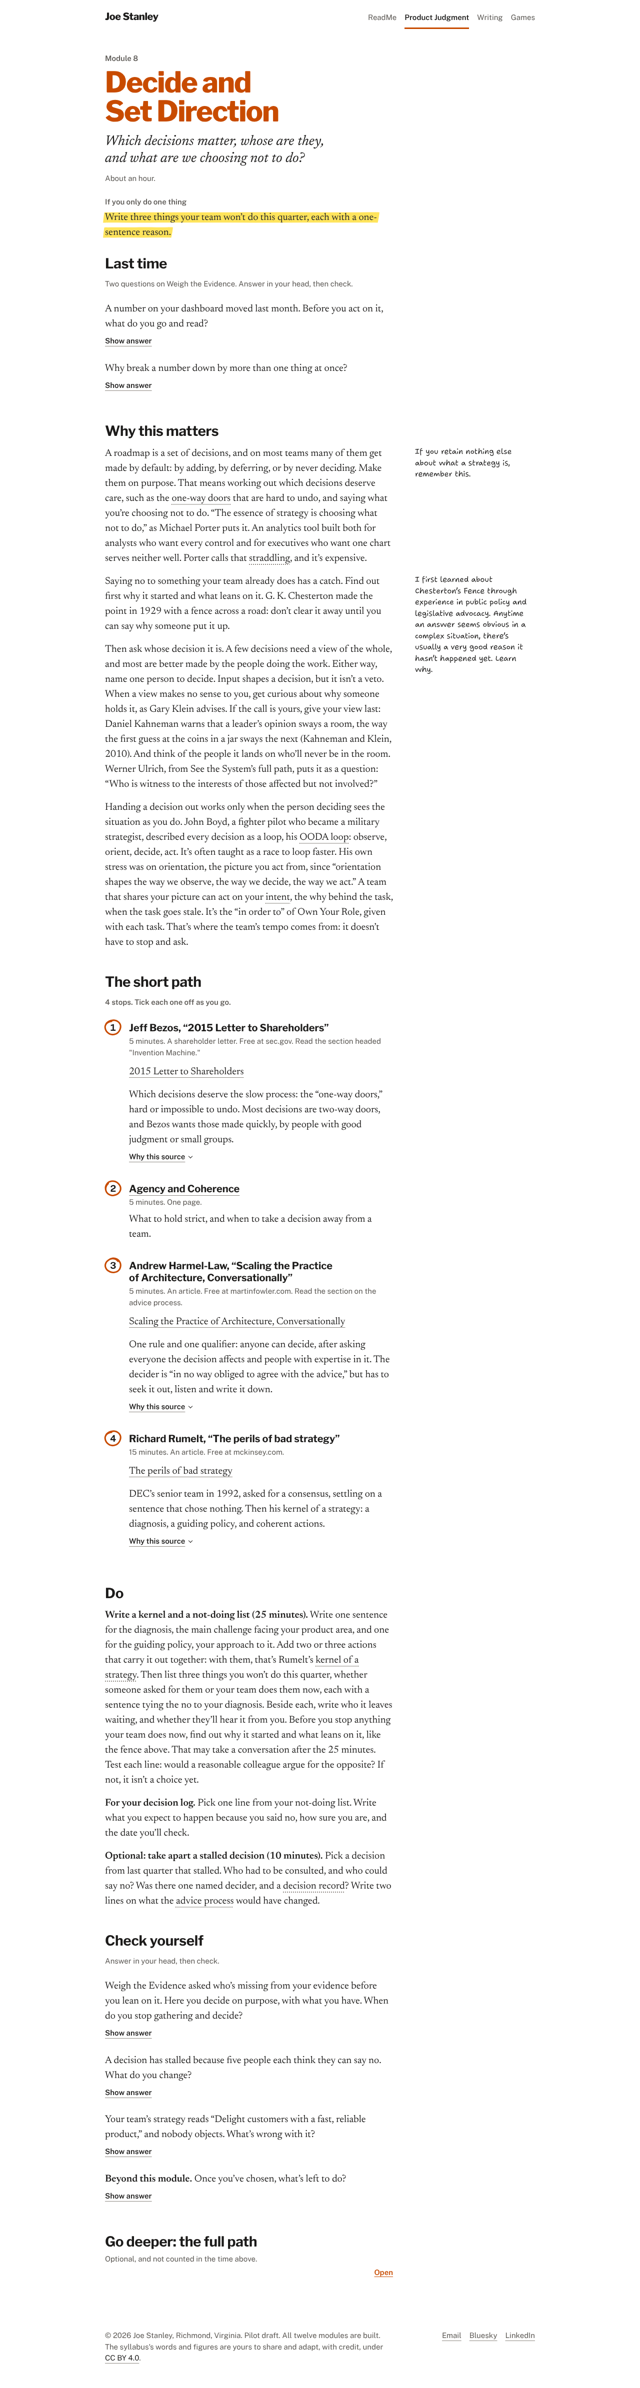 Joe Stanley
ReadMe Product Judgment Writing Games
Module 8
Decide and
Set Direction
Which decisions matter, whose are they,
and what are we choosing not to do?
About an hour.
If you only do one thing
Write three things your team won’t do this quarter, each with a one-
sentence reason.
Last time
Two questions on Weigh the Evidence. Answer in your head, then check.
A number on your dashboard moved last month. Before you act on it,
what do you go and read?
Show answer
Why break a number down by more than one thing at once?
Show answer
Why this matters
A roadmap is a set of decisions, and on most teams many of them get
made by default: by adding, by deferring, or by never deciding. Make
them on purpose. That means working out which decisions deserve
care, such as the one-way doors that are hard to undo, and saying what
you’re choosing not to do. “The essence of strategy is choosing what
not to do,” as Michael Porter puts it. An analytics tool built both for
analysts who want every control and for executives who want one chart
serves neither well. Porter calls that straddling, and it’s expensive.
If you retain nothing else
about what a strategy is,
remember this.
Saying no to something your team already does has a catch. Find out
first why it started and what leans on it. G. K. Chesterton made the
point in 1929 with a fence across a road: don’t clear it away until you
can say why someone put it up.
I first learned about
Chesterton’s Fence through
experience in public policy and
legislative advocacy. Anytime
an answer seems obvious in a
complex situation, there’s
usually a very good reason it
hasn’t happened yet. Learn
why.
Then ask whose decision it is. A few decisions need a view of the whole,
and most are better made by the people doing the work. Either way,
name one person to decide. Input shapes a decision, but it isn’t a veto.
When a view makes no sense to you, get curious about why someone
holds it, as Gary Klein advises. If the call is yours, give your view last:
Daniel Kahneman warns that a leader’s opinion sways a room, the way
the first guess at the coins in a jar sways the next (Kahneman and Klein,
2010). And think of the people it lands on who’ll never be in the room.
Werner Ulrich, from See the System’s full path, puts it as a question:
“Who is witness to the interests of those affected but not involved?”
Handing a decision out works only when the person deciding sees the
situation as you do. John Boyd, a fighter pilot who became a military
strategist, described every decision as a loop, his OODA loop: observe,
orient, decide, act. It’s often taught as a race to loop faster. His own
stress was on orientation, the picture you act from, since “orientation
shapes the way we observe, the way we decide, the way we act.” A team
that shares your picture can act on your intent, the why behind the task,
when the task goes stale. It’s the “in order to” of Own Your Role, given
with each task. That’s where the team’s tempo comes from: it doesn’t
have to stop and ask.
The short path
4 stops. Tick each one off as you go.
1 Jeff Bezos, “2015 Letter to Shareholders”
5 minutes. A shareholder letter. Free at sec.gov. Read the section headed
"Invention Machine."
2015 Letter to Shareholders
Which decisions deserve the slow process: the “one-way doors,”
hard or impossible to undo. Most decisions are two-way doors,
and Bezos wants those made quickly, by people with good
judgment or small groups.
Why this source
2 Agency and Coherence
5 minutes. One page.
What to hold strict, and when to take a decision away from a
team.
3 Andrew Harmel-Law, “Scaling the Practice
of Architecture, Conversationally”
5 minutes. An article. Free at martinfowler.com. Read the section on the
advice process.
Scaling the Practice of Architecture, Conversationally
One rule and one qualifier: anyone can decide, after asking
everyone the decision affects and people with expertise in it. The
decider is “in no way obliged to agree with the advice,” but has to
seek it out, listen and write it down.
Why this source
4 Richard Rumelt, “The perils of bad strategy”
15 minutes. An article. Free at mckinsey.com.
The perils of bad strategy
DEC’s senior team in 1992, asked for a consensus, settling on a
sentence that chose nothing. Then his kernel of a strategy: a
diagnosis, a guiding policy, and coherent actions.
Why this source
Do
Write a kernel and a not-doing list (25 minutes). Write one sentence
for the diagnosis, the main challenge facing your product area, and one
for the guiding policy, your approach to it. Add two or three actions
that carry it out together: with them, that’s Rumelt’s kernel of a
strategy. Then list three things you won’t do this quarter, whether
someone asked for them or your team does them now, each with a
sentence tying the no to your diagnosis. Beside each, write who it leaves
waiting, and whether they’ll hear it from you. Before you stop anything
your team does now, find out why it started and what leans on it, like
the fence above. That may take a conversation after the 25 minutes.
Test each line: would a reasonable colleague argue for the opposite? If
not, it isn’t a choice yet.
For your decision log. Pick one line from your not-doing list. Write
what you expect to happen because you said no, how sure you are, and
the date you’ll check.
Optional: take apart a stalled decision (10 minutes). Pick a decision
from last quarter that stalled. Who had to be consulted, and who could
say no? Was there one named decider, and a decision record? Write two
lines on what the advice process would have changed.
Check yourself
Answer in your head, then check.
Weigh the Evidence asked who’s missing from your evidence before
you lean on it. Here you decide on purpose, with what you have. When
do you stop gathering and decide?
Show answer
A decision has stalled because five people each think they can say no.
What do you change?
Show answer
Your team’s strategy reads “Delight customers with a fast, reliable
product,” and nobody objects. What’s wrong with it?
Show answer
Beyond this module. Once you’ve chosen, what’s left to do?
Show answer
Go deeper: the full path
Optional, and not counted in the time above.
Open
© 2026 Joe Stanley, Richmond, Virginia. Pilot draft. All twelve modules are built.
The syllabus’s words and figures are yours to share and adapt, with credit, under
CC BY 4.0.
Email Bluesky LinkedIn